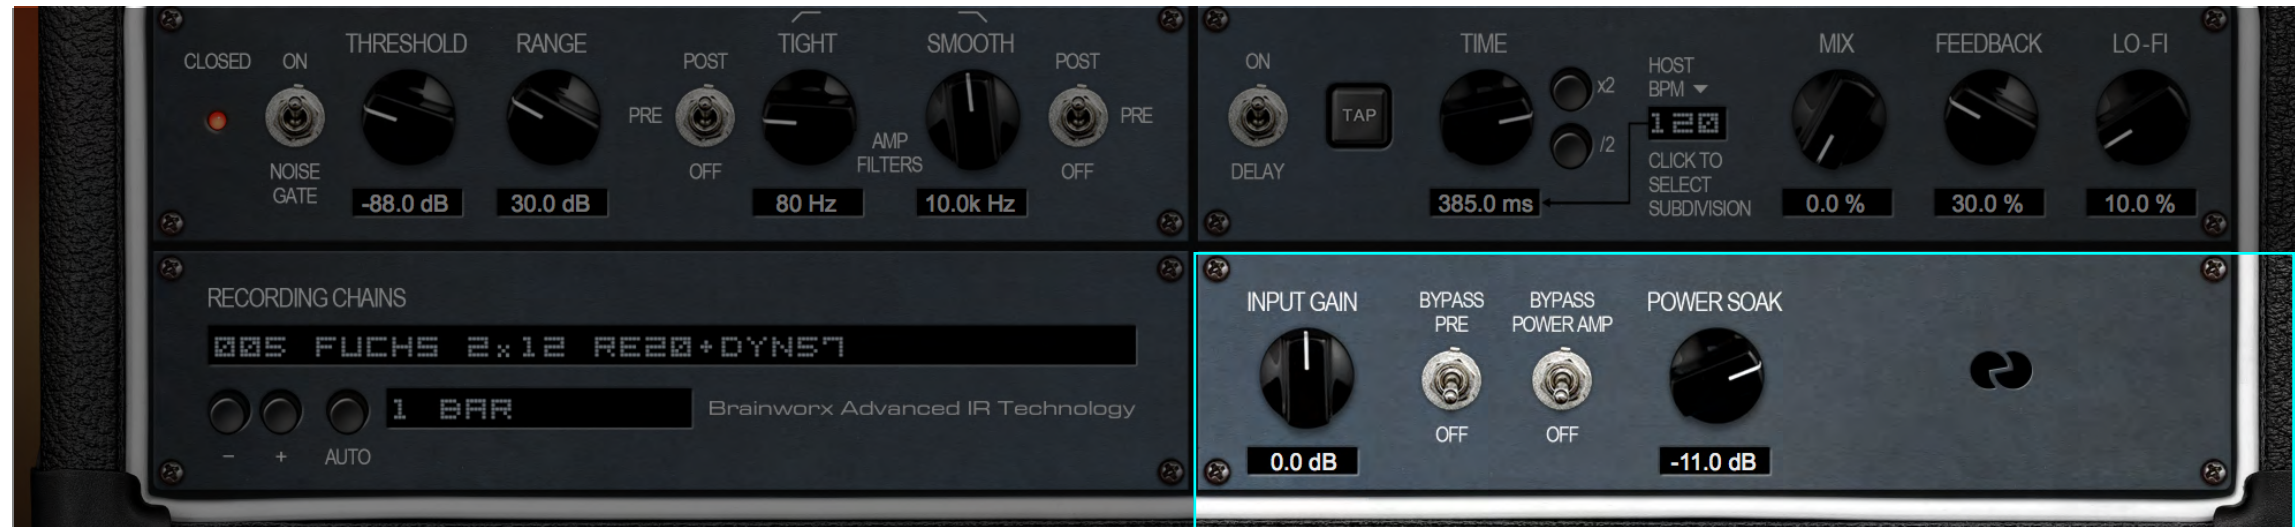 CLOSED
ON
NOISE
GATE
THRESHOLD
-88.0 dB
RANGE
30.0 dB
POST
PRE
OFF
TIGHT
80 Hz
AMP
FILTERS
SMOOTH
10.0k Hz
POST
PRE
OFF
ON
DELAY
TAP
TIME
385.0 ms
x2
/2
HOST
BPM
120
CLICK TO
SELECT
SUBDIVISION
MIX
0.0 %
FEEDBACK
30.0 %
LO-FI
10.0 %
RECORDING CHAINS
005 FUCHS 2x12 RE20+DYN57
- + AUTO
1 BAR
Brainworx Advanced IR Technology
INPUT GAIN
0.0 dB
BYPASS
PRE
OFF
BYPASS
POWER AMP
OFF
POWER SOAK
-11.0 dB